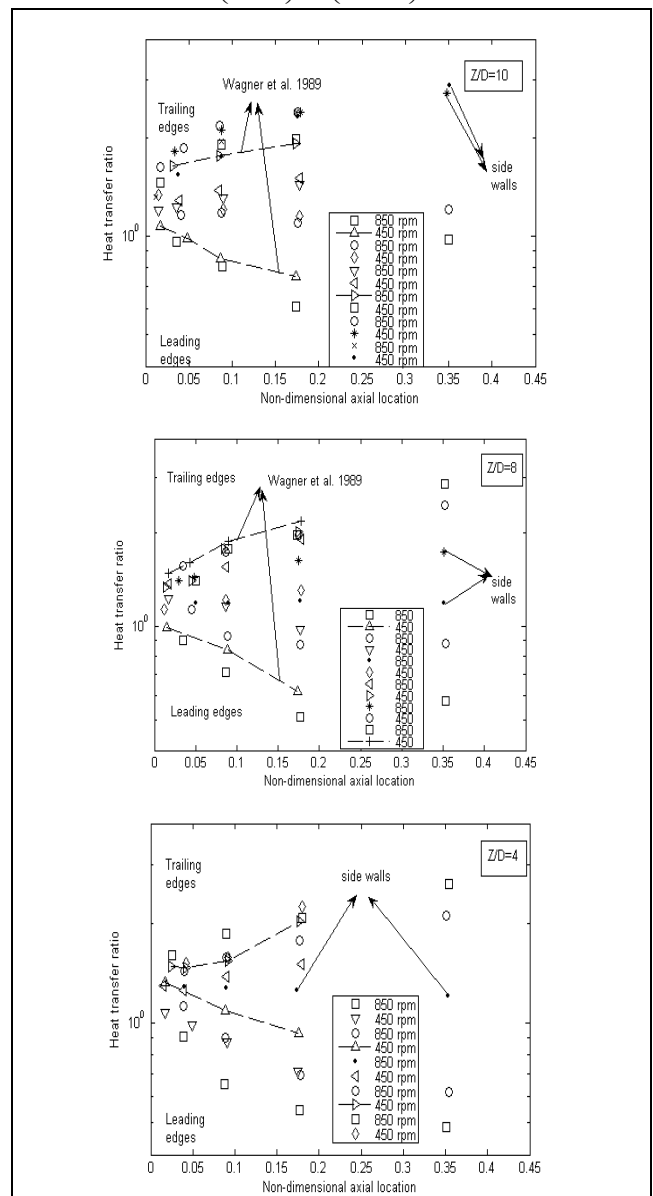 Z/D=10
Wagner et al. 1989
Trailing
edges
side
walls
Heat transfer ratio
10^0
850 rpm
450 rpm
850 rpm
450 rpm
850 rpm
450 rpm
850 rpm
450 rpm
850 rpm
450 rpm
850 rpm
450 rpm
Leading
edges
0 0.05 0.1 0.15 0.2 0.25 0.3 0.35 0.4 0.45
Non-dimensional axial location
Z/D=8
Trailing edges
Wagner et al. 1989
side
walls
Heat transfer ratio
10^0
850
450
850
450
850
450
850
450
850
450
850
450
Leading edges
0 0.05 0.1 0.15 0.2 0.25 0.3 0.35 0.4 0.45
Non-dimensional axial location
Z/D=4
Trailing
edges
side walls
Heat transfer ratio
10^0
850 rpm
450 rpm
850 rpm
450 rpm
850 rpm
450 rpm
850 rpm
450 rpm
850 rpm
450 rpm
Leading
edges
0 0.05 0.1 0.15 0.2 0.25 0.3 0.35 0.4 0.45
Non-dimensional axial location